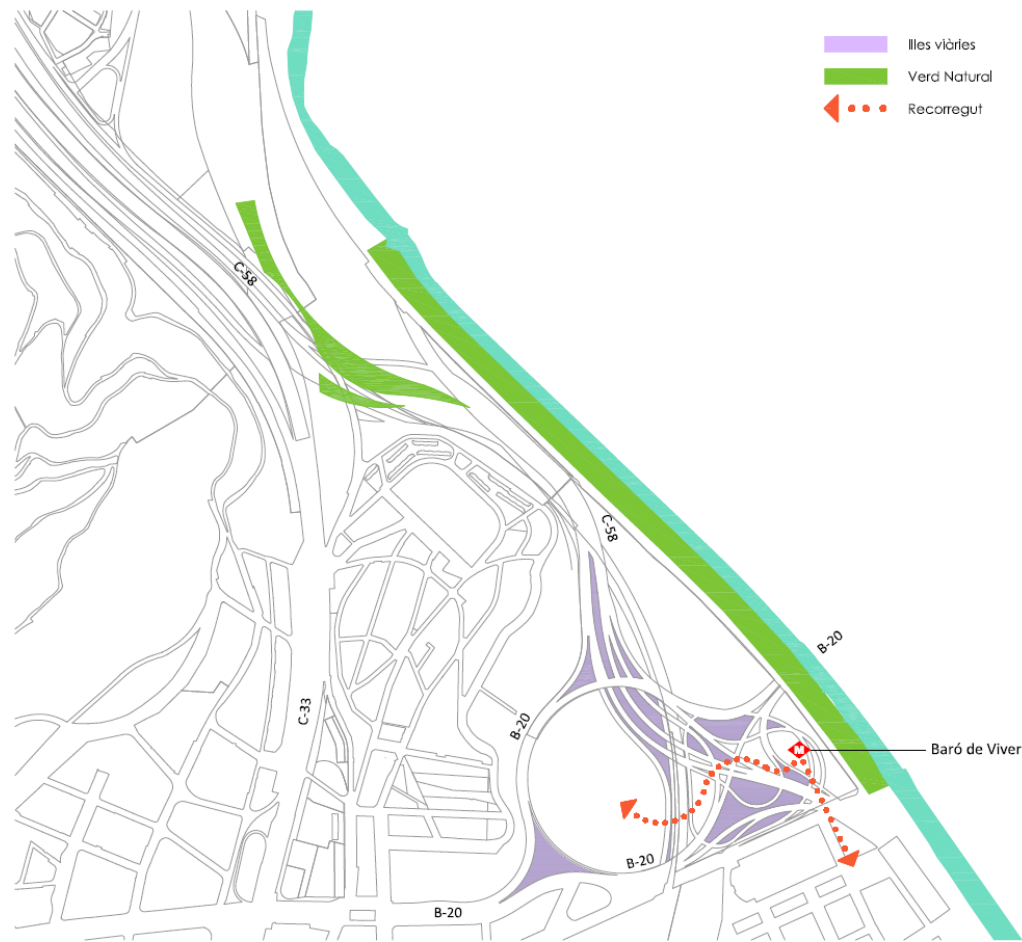 Illes viàries
Verd Natural
Recorregut
C-58
C-58
B-20
C-33
B-20
M
Baró de Viver
B-20
B-20